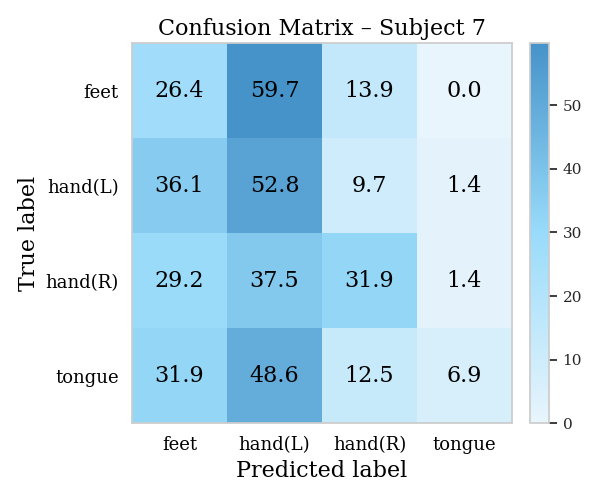 Confusion Matrix – Subject 7
True label
feet 26.4 59.7 13.9 0.0
hand(L) 36.1 52.8 9.7 1.4
hand(R) 29.2 37.5 31.9 1.4
tongue 31.9 48.6 12.5 6.9
feet hand(L) hand(R) tongue
Predicted label
50
40
30
20
10
0